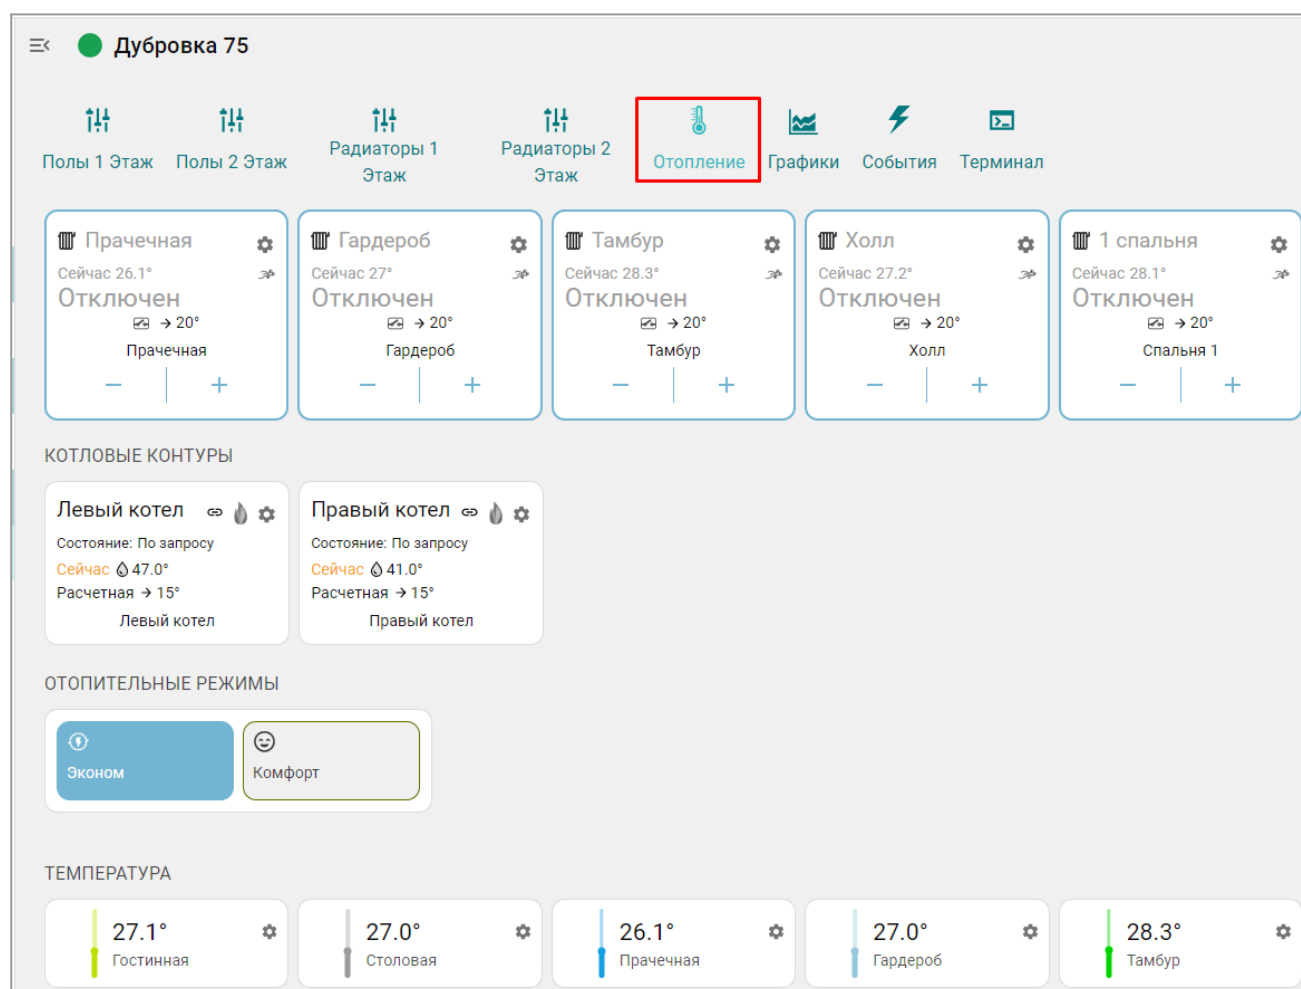 Дубровка 75
Полы 1 Этаж
Полы 2 Этаж
Радиаторы 1
Этаж
Радиаторы 2
Этаж
Отопление
Графики
События
Терминал
Прачечная
Сейчас 26.1°
Отключен
→ 20°
Прачечная
− +
Гардероб
Сейчас 27°
Отключен
→ 20°
Гардероб
− +
Тамбур
Сейчас 28.3°
Отключен
→ 20°
Тамбур
− +
Холл
Сейчас 27.2°
Отключен
→ 20°
Холл
− +
1 спальня
Сейчас 28.1°
Отключен
→ 20°
Спальня 1
− +
КОТЛОВЫЕ КОНТУРЫ
Левый котел
Состояние: По запросу
Сейчас 47.0°
Расчетная → 15°
Левый котел
Правый котел
Состояние: По запросу
Сейчас 41.0°
Расчетная → 15°
Правый котел
ОТОПИТЕЛЬНЫЕ РЕЖИМЫ
Эконом
Комфорт
ТЕМПЕРАТУРА
27.1°
Гостинная
27.0°
Столовая
26.1°
Прачечная
27.0°
Гардероб
28.3°
Тамбур